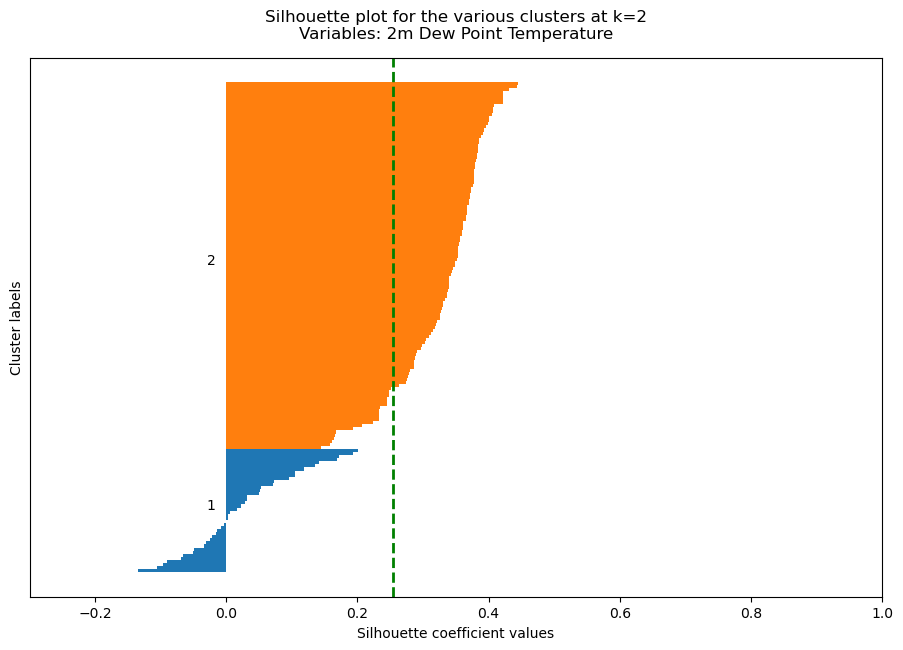 Silhouette plot for the various clusters at k=2
Variables: 2m Dew Point Temperature
2
1
Cluster labels
−0.2 0.0 0.2 0.4 0.6 0.8 1.0
Silhouette coefficient values